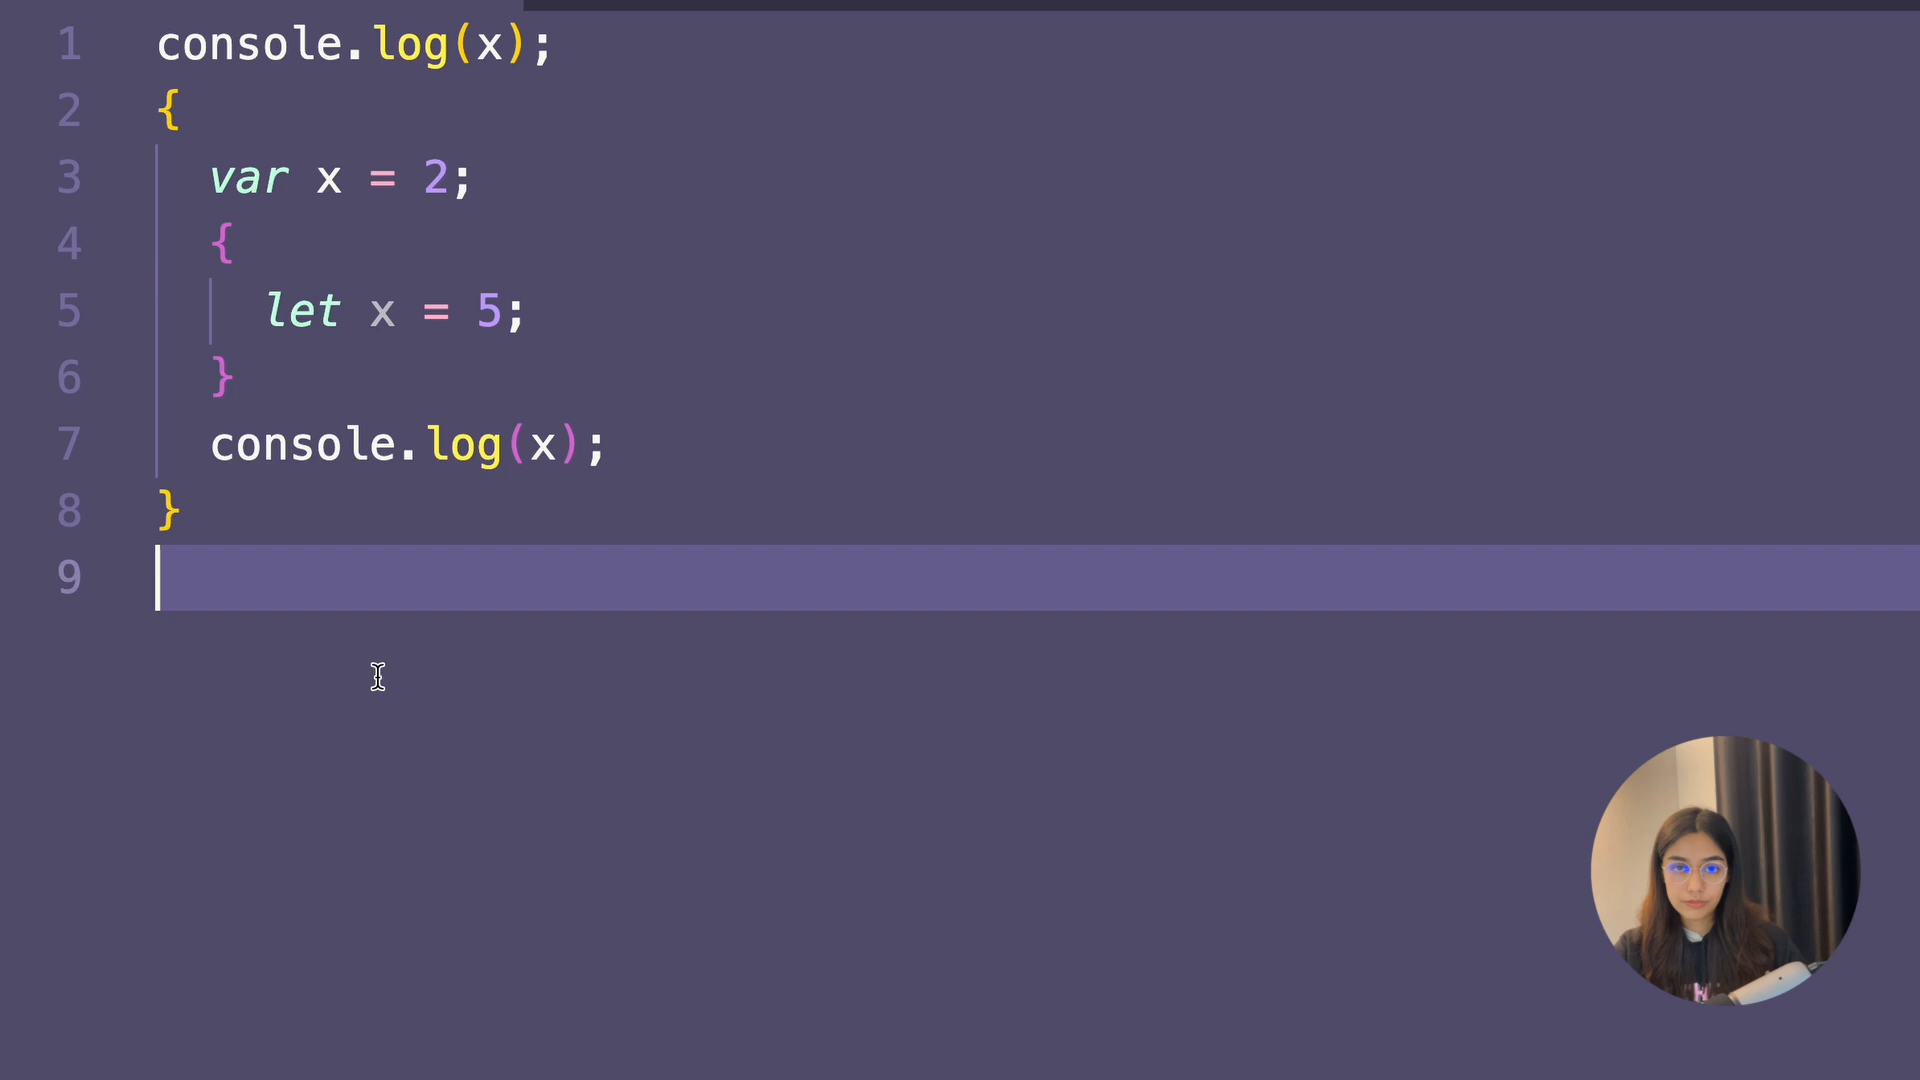 1 console.log(x);
2 {
3 var x = 2;
4 {
5 let x = 5;
6 }
7 console.log(x);
8 }
9